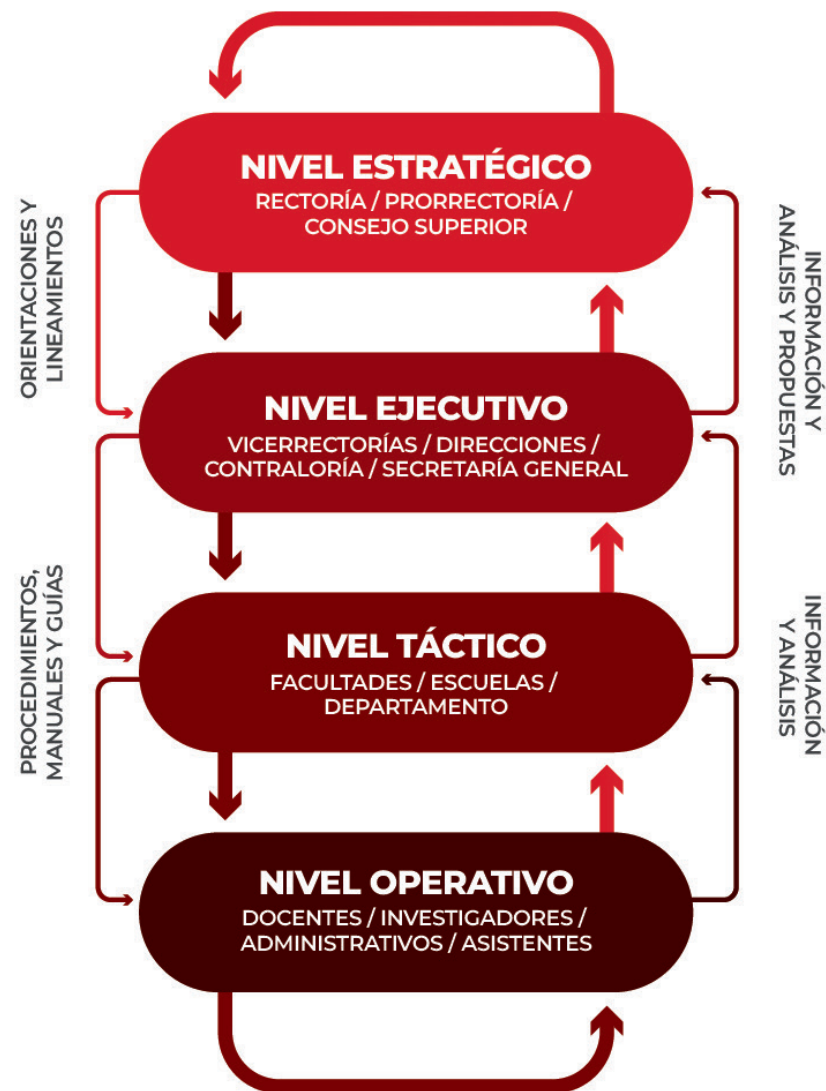 NIVEL ESTRATÉGICO
RECTORÍA / PRORRECTORÍA /
CONSEJO SUPERIOR
ORIENTACIONES Y
LINEAMIENTOS
INFORMACIÓN Y
ANÁLISIS Y PROPUESTAS
NIVEL EJECUTIVO
VICERRECTORÍAS / DIRECCIONES /
CONTRALORÍA / SECRETARÍA GENERAL
NIVEL TÁCTICO
FACULTADES / ESCUELAS /
DEPARTAMENTO
PROCEDIMIENTOS,
MANUALES Y GUÍAS
INFORMACIÓN
Y ANÁLISIS
NIVEL OPERATIVO
DOCENTES / INVESTIGADORES /
ADMINISTRATIVOS / ASISTENTES